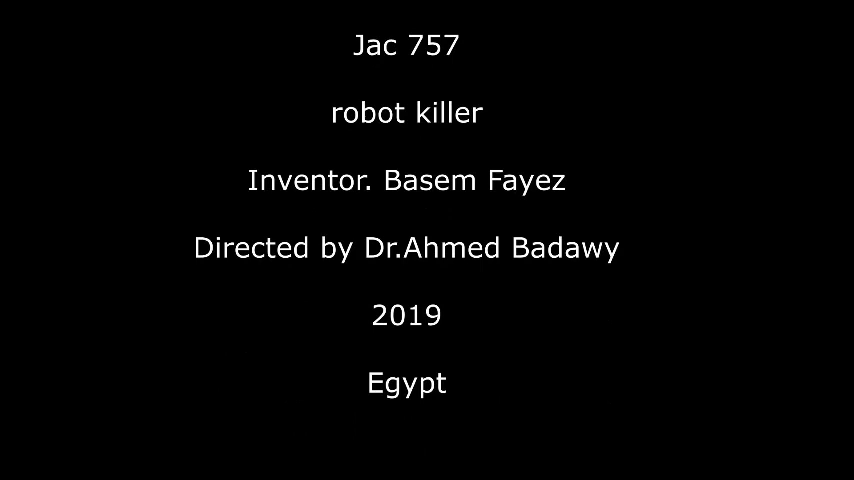 Jac 757
robot killer
Inventor. Basem Fayez
Directed by Dr.Ahmed Badawy
2019
Egypt